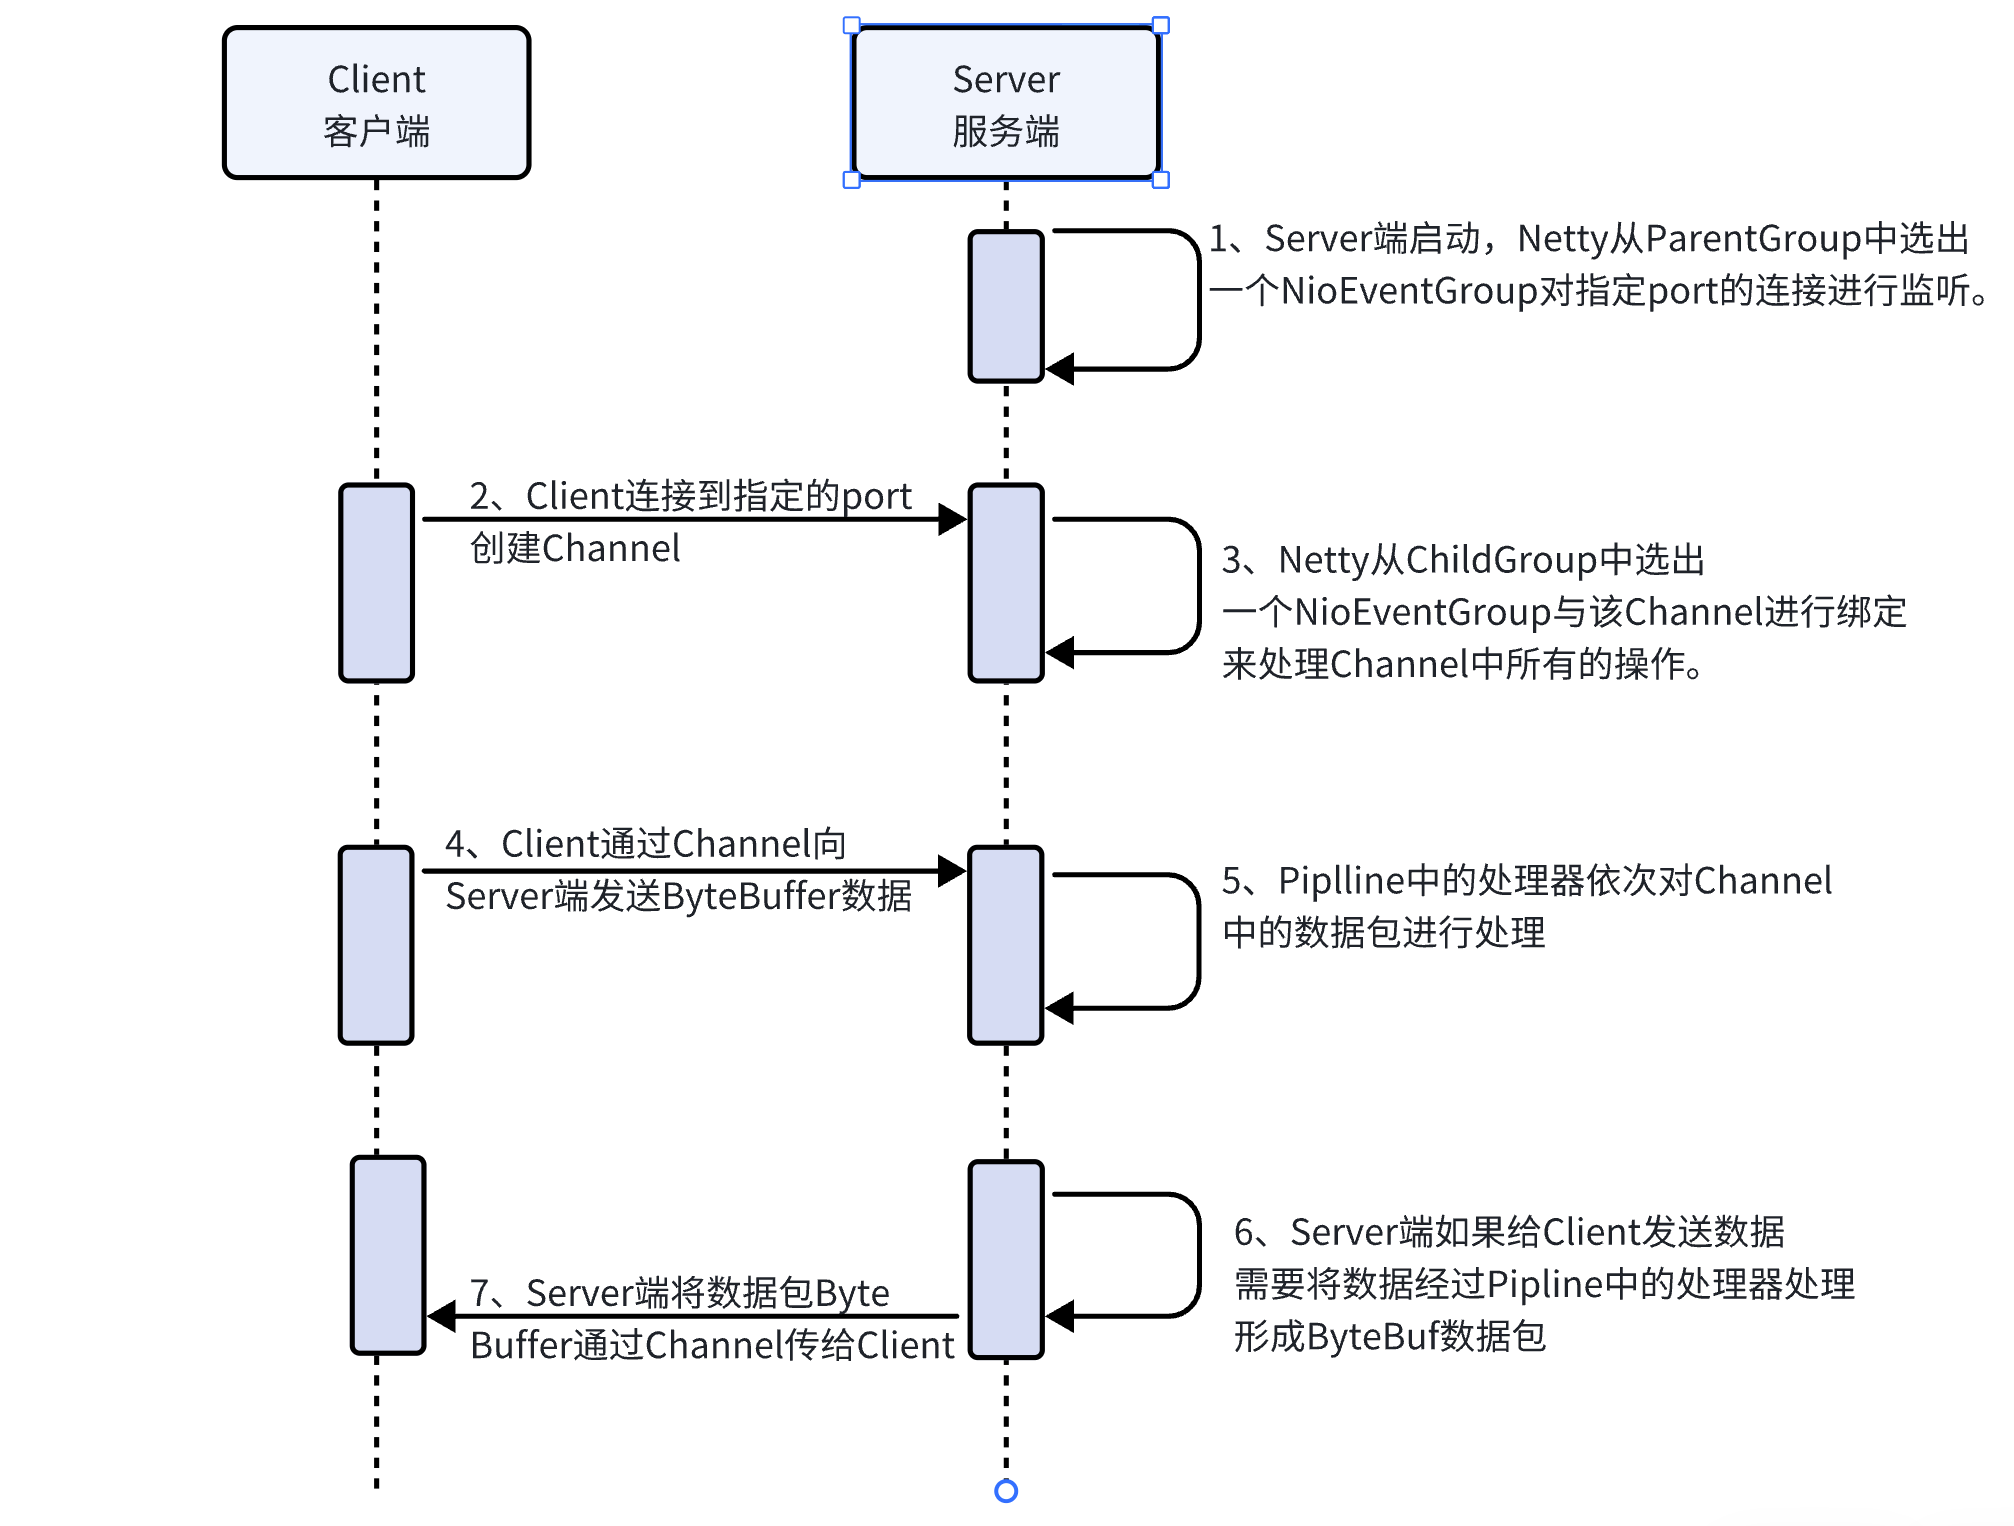 Client
客户端
Server
服务端
1、Server端启动，Netty从ParentGroup中选出
一个NioEventGroup对指定port的连接进行监听。
2、Client连接到指定的port
创建Channel
3、Netty从ChildGroup中选出
一个NioEventGroup与该Channel进行绑定
来处理Channel中所有的操作。
4、Client通过Channel向
Server端发送ByteBuffer数据
5、Piplline中的处理器依次对Channel
中的数据包进行处理
6、Server端如果给Client发送数据
需要将数据经过Pipline中的处理器处理
形成ByteBuf数据包
7、Server端将数据包Byte
Buffer通过Channel传给Client